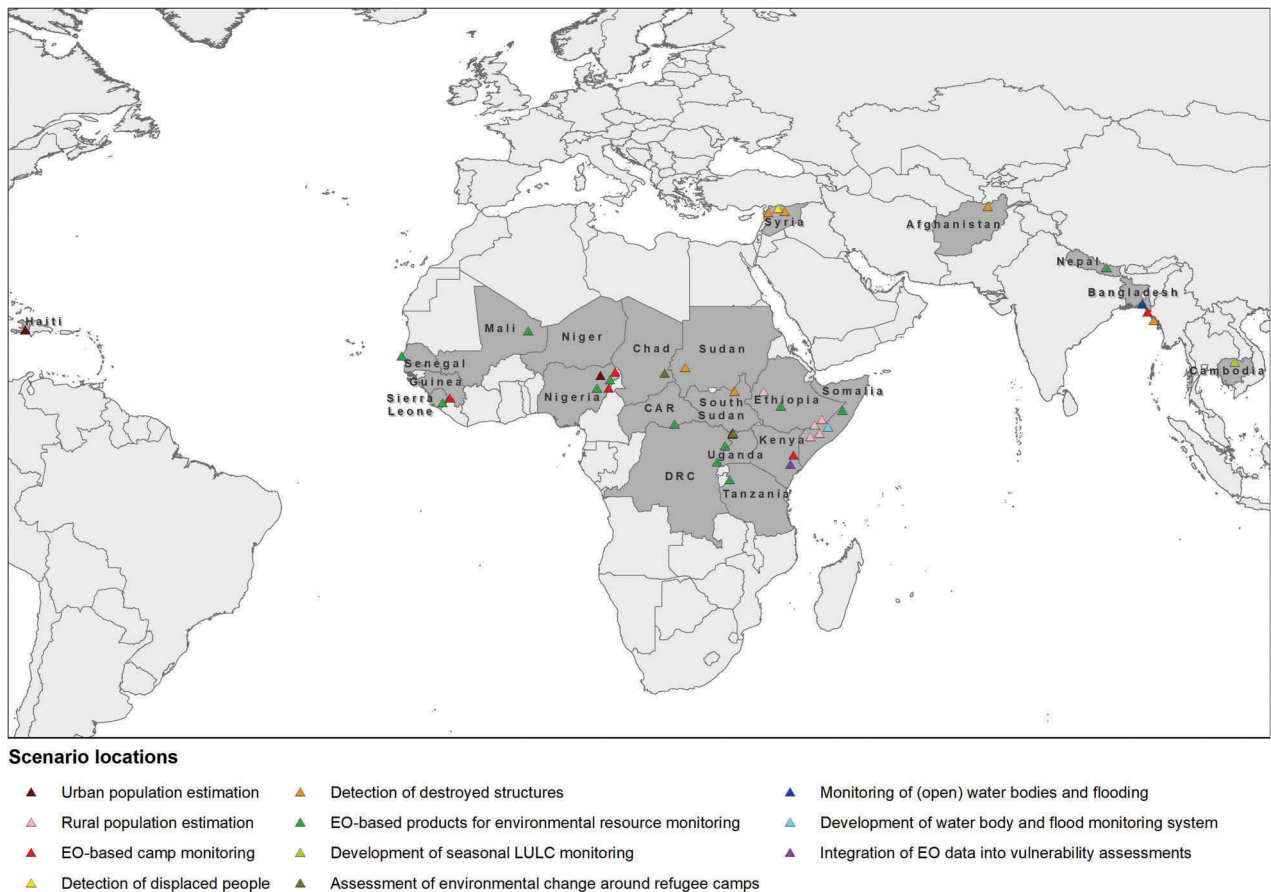 Syria
Afghanistan
Nepal
Bangladesh
Haiti
Mali
Niger
Chad
Sudan
Senegal
Cambodia
Guinea
Sierra
Leone
Nigeria
CAR
South
Sudan
Ethiopia
Somalia
Kenya
Uganda
DRC
Tanzania
Scenario locations
Urban population estimation
Rural population estimation
EO-based camp monitoring
Detection of displaced people
Detection of destroyed structures
EO-based products for environmental resource monitoring
Development of seasonal LULC monitoring
Assessment of environmental change around refugee camps
Monitoring of (open) water bodies and flooding
Development of water body and flood monitoring system
Integration of EO data into vulnerability assessments